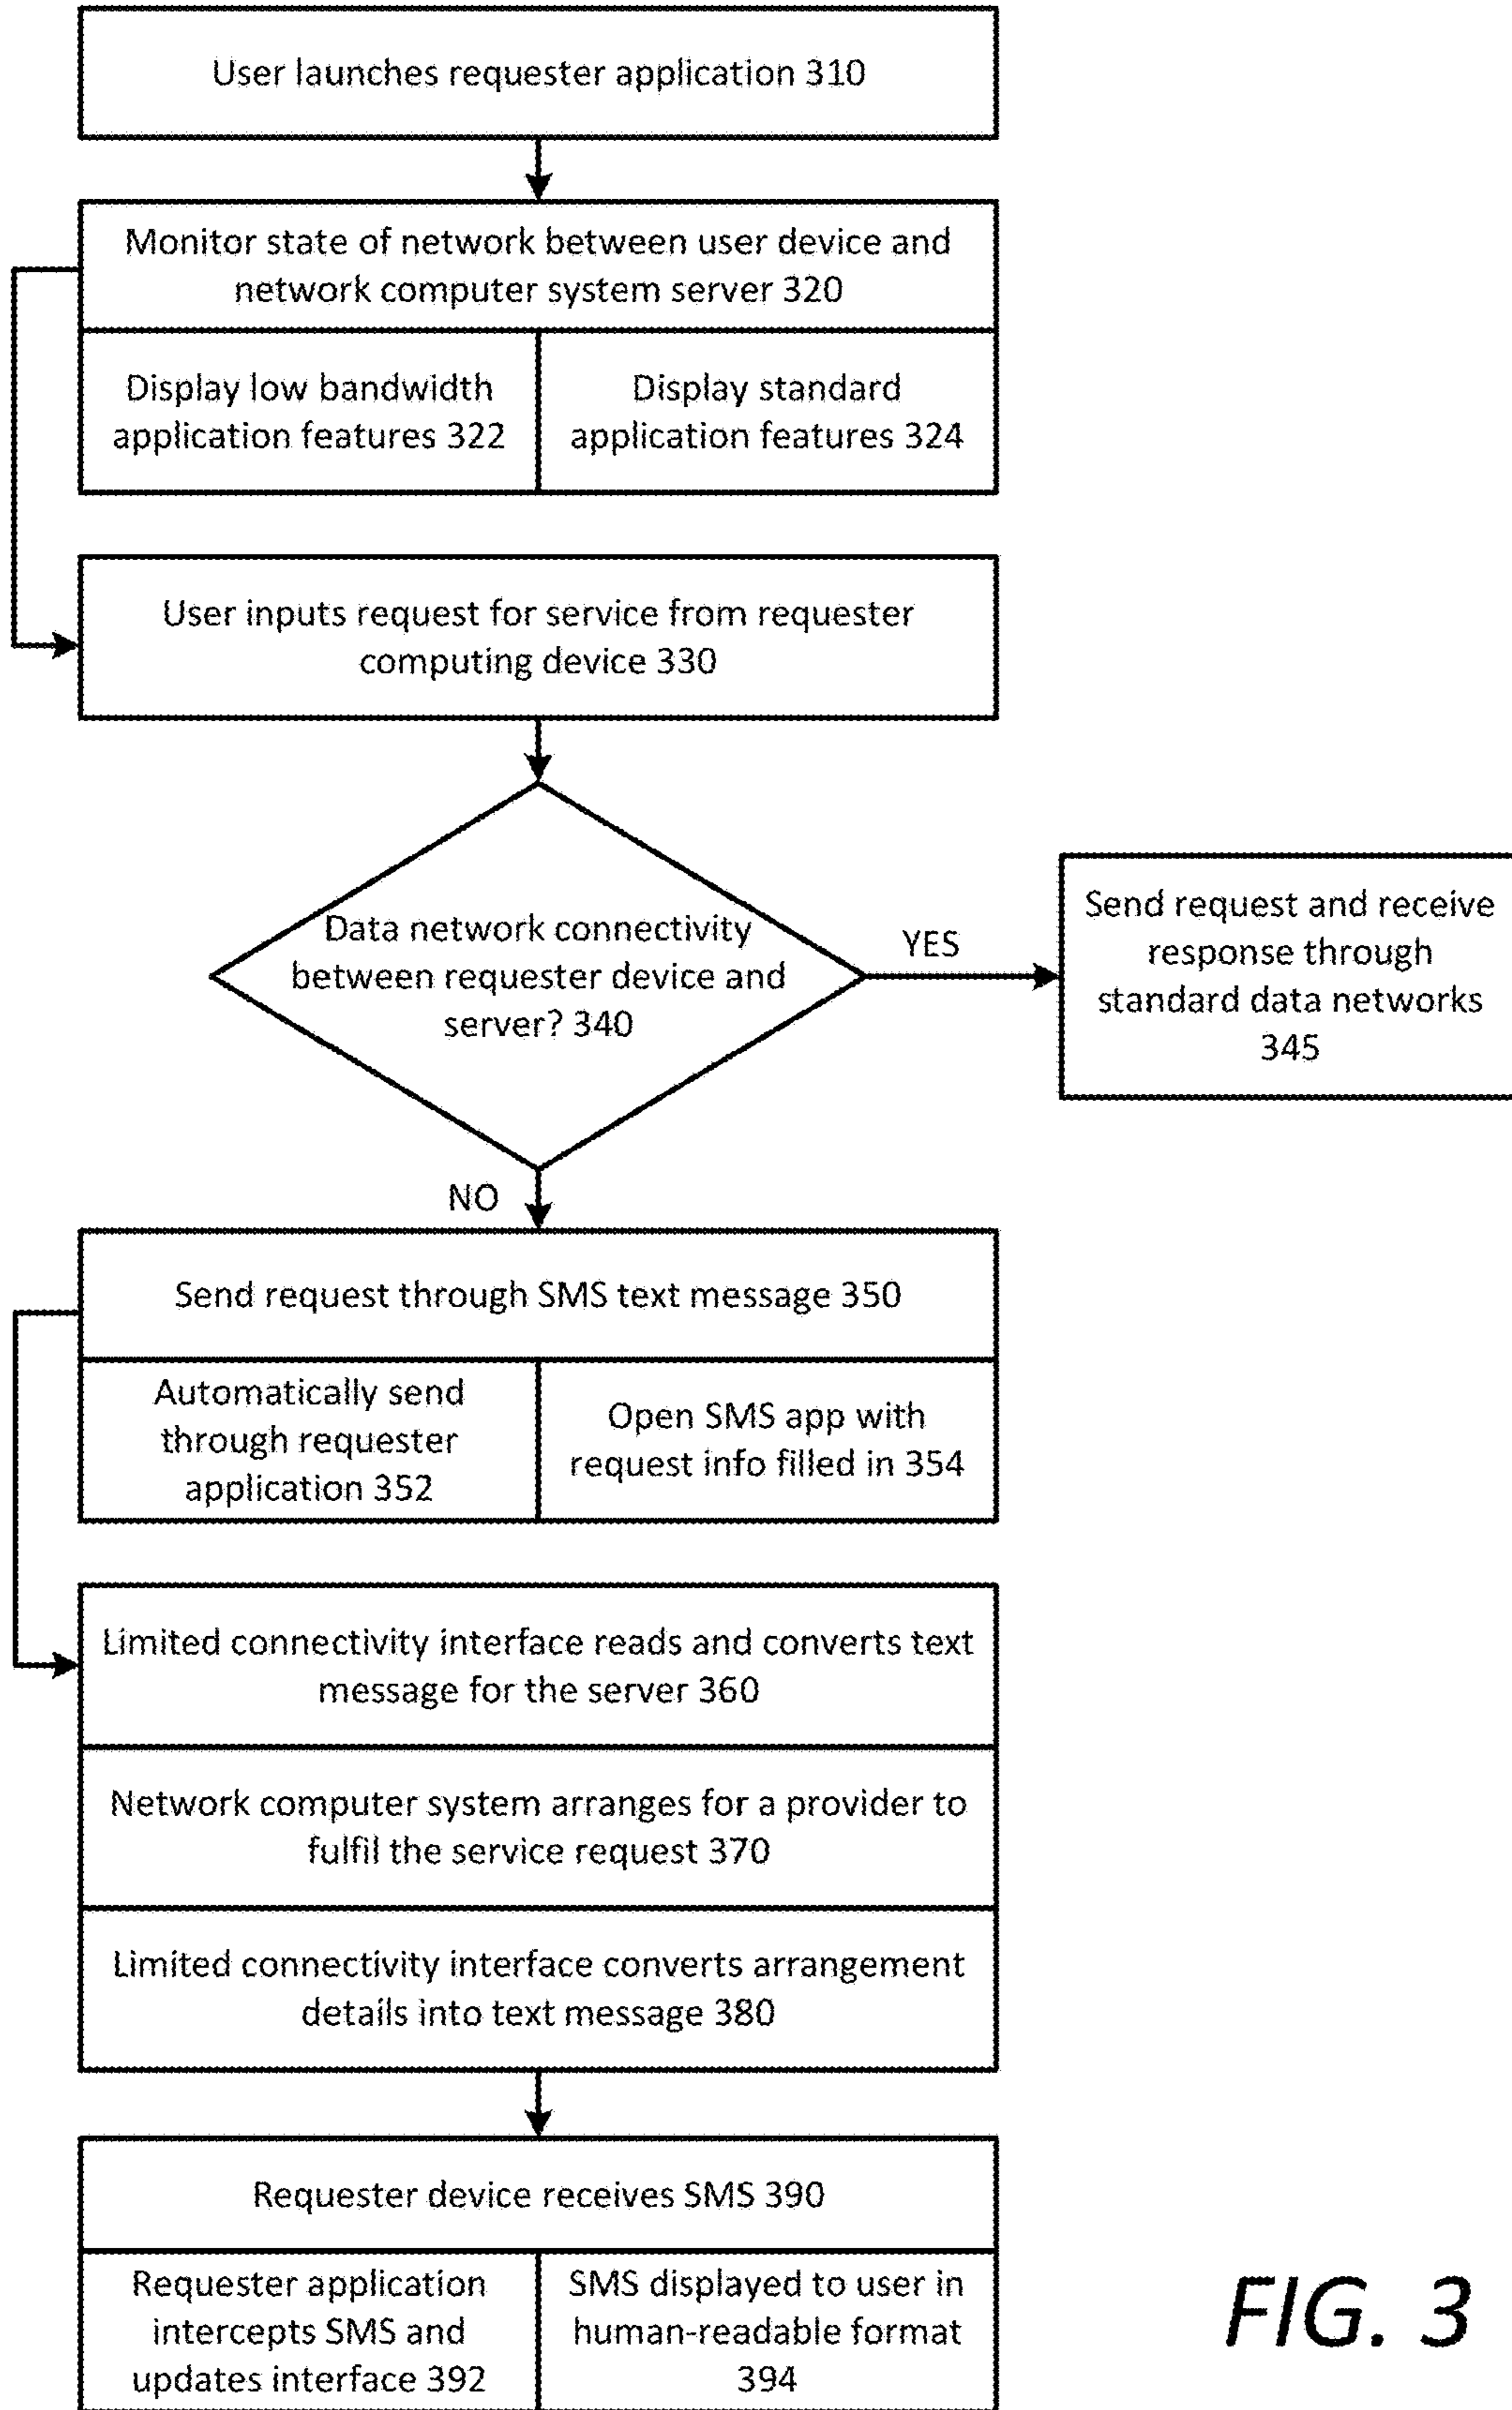 User launches requester application 310
Monitor state of network between user device and
network computer system server 320
Display low bandwidth
application features 322
Display standard
application features 324
User inputs request for service from requester
computing device 330
Data network connectivity
between requester device and
server? 340
YES
Send request and receive
response through
standard data networks
345
NO
Send request through SMS text message 350
Automatically send
through requester
application 352
Open SMS app with
request info filled in 354
Limited connectivity interface reads and converts text
message for the server 360
Network computer system arranges for a provider to
fulfil the service request 370
Limited connectivity interface converts arrangement
details into text message 380
Requester device receives SMS 390
Requester application
intercepts SMS and
updates interface 392
SMS displayed to user in
human-readable format
394
FIG. 3